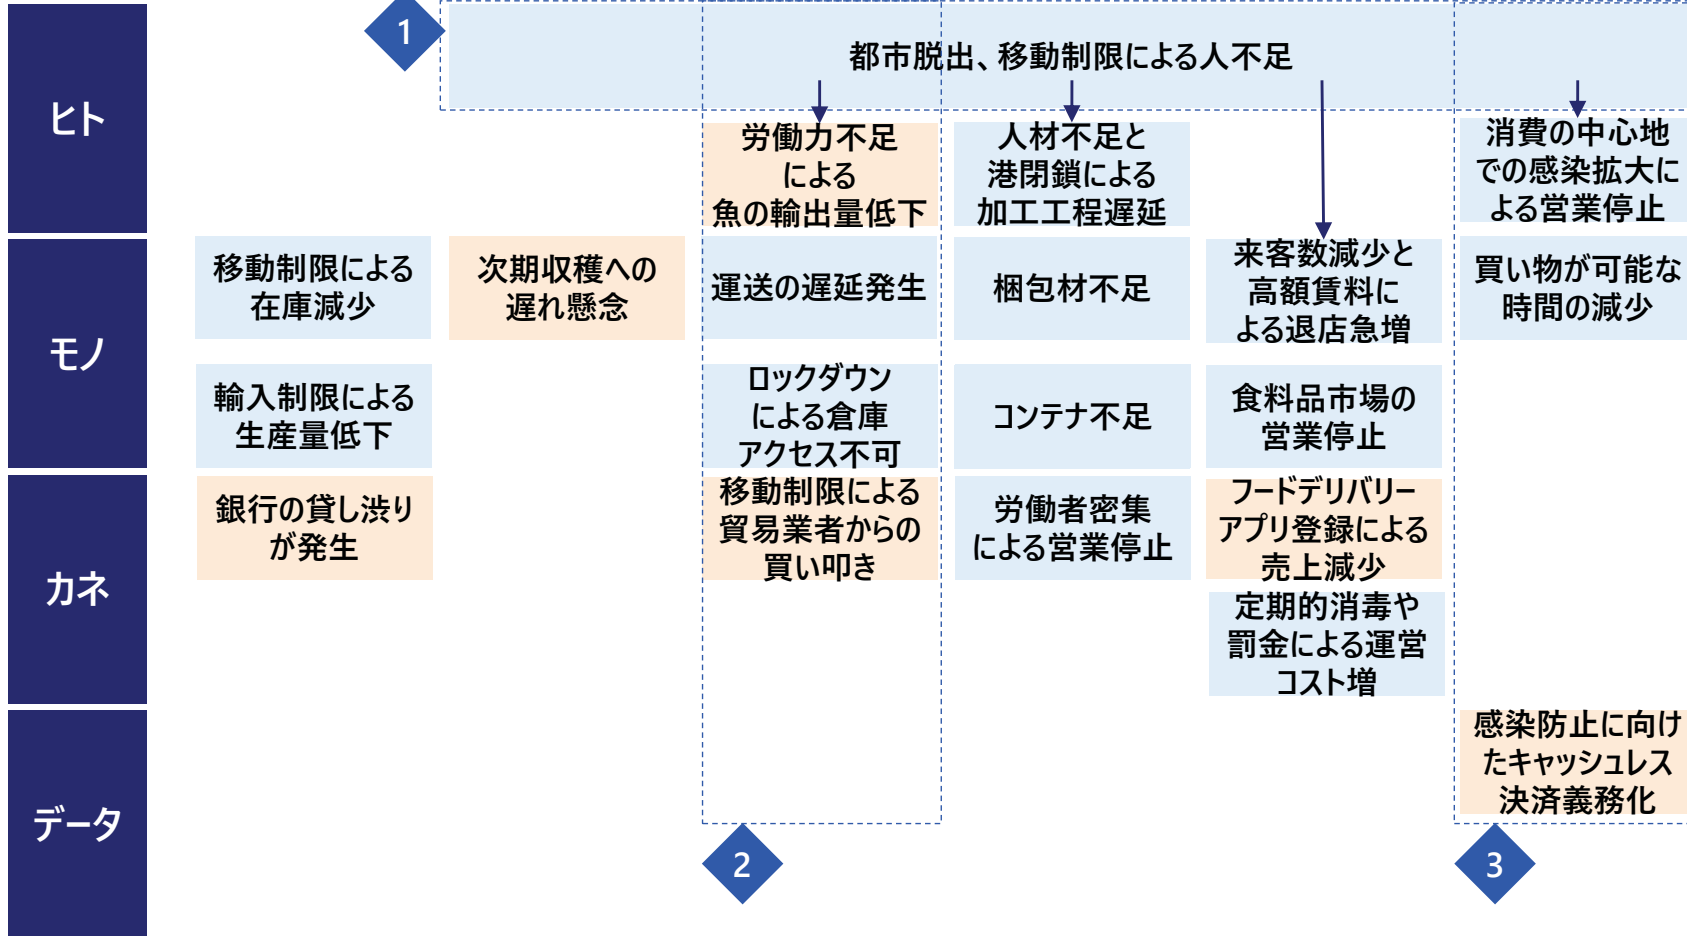 1
都市脱出、移動制限による人不足
ヒト
労働力不足
による
魚の輸出量低下
人材不足と
港閉鎖による
加工工程遅延
消費の中心地
での感染拡大に
よる営業停止
モノ
移動制限による
在庫減少
次期収穫への
遅れ懸念
運送の遅延発生
梱包材不足
来客数減少と
高額賃料に
よる退店急増
買い物が可能な
時間の減少
輸入制限による
生産量低下
ロックダウン
による倉庫
アクセス不可
コンテナ不足
食料品市場の
営業停止
カネ
銀行の貸し渋り
が発生
移動制限による
貿易業者からの
買い叩き
労働者密集
による営業停止
フードデリバリー
アプリ登録による
売上減少
定期的消毒や
罰金による運営
コスト増
データ
感染防止に向け
たキャッシュレス
決済義務化
2
3